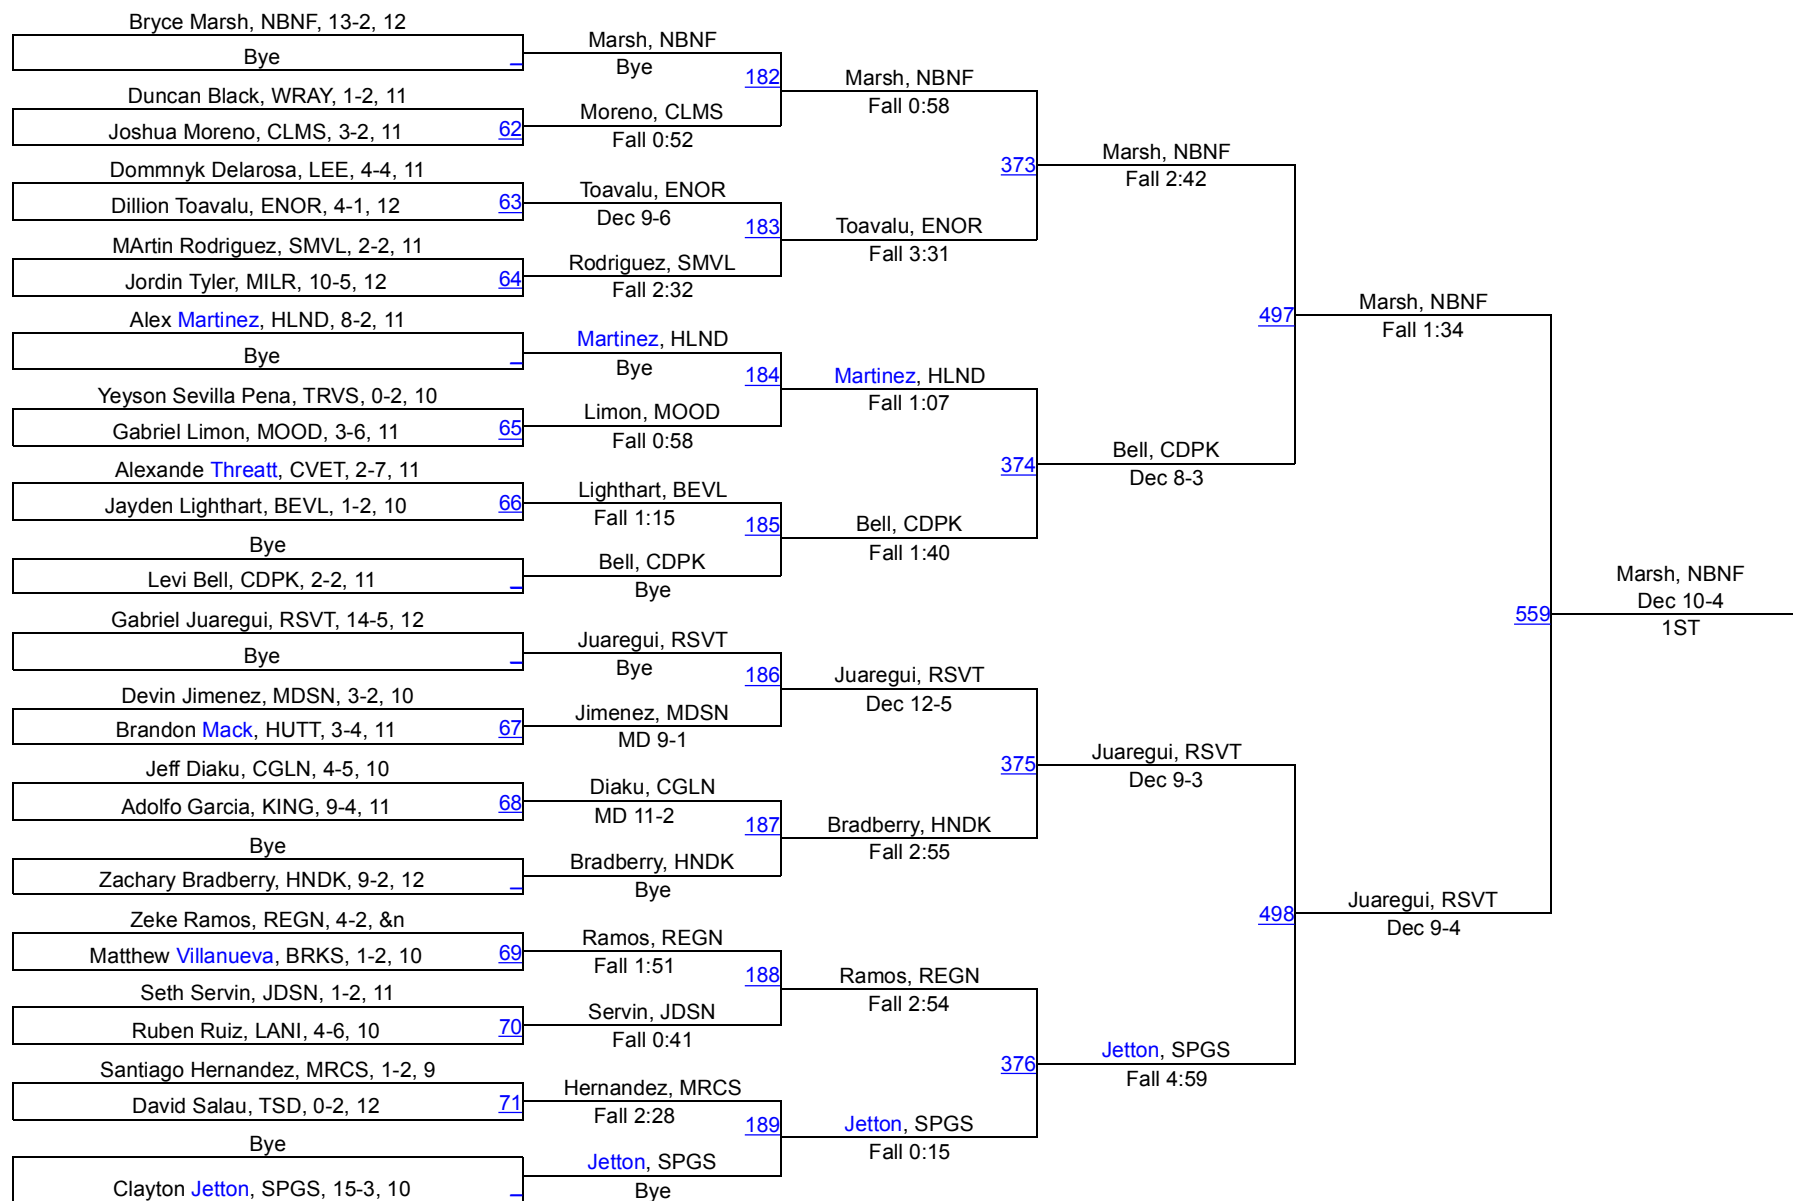 Bryce Marsh, NBNF, 13-2, 12
Bye
Duncan Black, WRAY, 1-2, 11
Joshua Moreno, CLMS, 3-2, 11
62
Dommnyk Delarosa, LEE, 4-4, 11
Dillion Toavalu, ENOR, 4-1, 12
63
MArtin Rodriguez, SMVL, 2-2, 11
Jordin Tyler, MILR, 10-5, 12
64
Alex Martinez, HLND, 8-2, 11
Bye
Yeyson Sevilla Pena, TRVS, 0-2, 10
Gabriel Limon, MOOD, 3-6, 11
65
Alexande Threatt, CVET, 2-7, 11
Jayden Lighthart, BEVL, 1-2, 10
66
Bye
Levi Bell, CDPK, 2-2, 11
Gabriel Juaregui, RSVT, 14-5, 12
Bye
Devin Jimenez, MDSN, 3-2, 10
Brandon Mack, HUTT, 3-4, 11
67
Jeff Diaku, CGLN, 4-5, 10
Adolfo Garcia, KING, 9-4, 11
68
Bye
Zachary Bradberry, HNDK, 9-2, 12
Zeke Ramos, REGN, 4-2, &n
Matthew Villanueva, BRKS, 1-2, 10
69
Seth Servin, JDSN, 1-2, 11
Ruben Ruiz, LANI, 4-6, 10
70
Santiago Hernandez, MRCS, 1-2, 9
David Salau, TSD, 0-2, 12
71
Bye
Clayton Jetton, SPGS, 15-3, 10
Marsh, NBNF
Bye
182
Moreno, CLMS
Fall 0:52
Toavalu, ENOR
Dec 9-6
183
Rodriguez, SMVL
Fall 2:32
Martinez, HLND
Bye
184
Limon, MOOD
Fall 0:58
Lighthart, BEVL
Fall 1:15
185
Bell, CDPK
Bye
Juaregui, RSVT
Bye
186
Jimenez, MDSN
MD 9-1
Diaku, CGLN
MD 11-2
187
Bradberry, HNDK
Bye
Ramos, REGN
Fall 1:51
188
Servin, JDSN
Fall 0:41
Hernandez, MRCS
Fall 2:28
189
Jetton, SPGS
Bye
Marsh, NBNF
Fall 0:58
373
Toavalu, ENOR
Fall 3:31
Martinez, HLND
Fall 1:07
374
Bell, CDPK
Fall 1:40
Juaregui, RSVT
Dec 12-5
375
Bradberry, HNDK
Fall 2:55
Ramos, REGN
Fall 2:54
376
Jetton, SPGS
Fall 0:15
Marsh, NBNF
Fall 2:42
497
Bell, CDPK
Dec 8-3
Juaregui, RSVT
Dec 9-3
498
Jetton, SPGS
Fall 4:59
Marsh, NBNF
Fall 1:34
559
Juaregui, RSVT
Dec 9-4
Marsh, NBNF
Dec 10-4
1ST